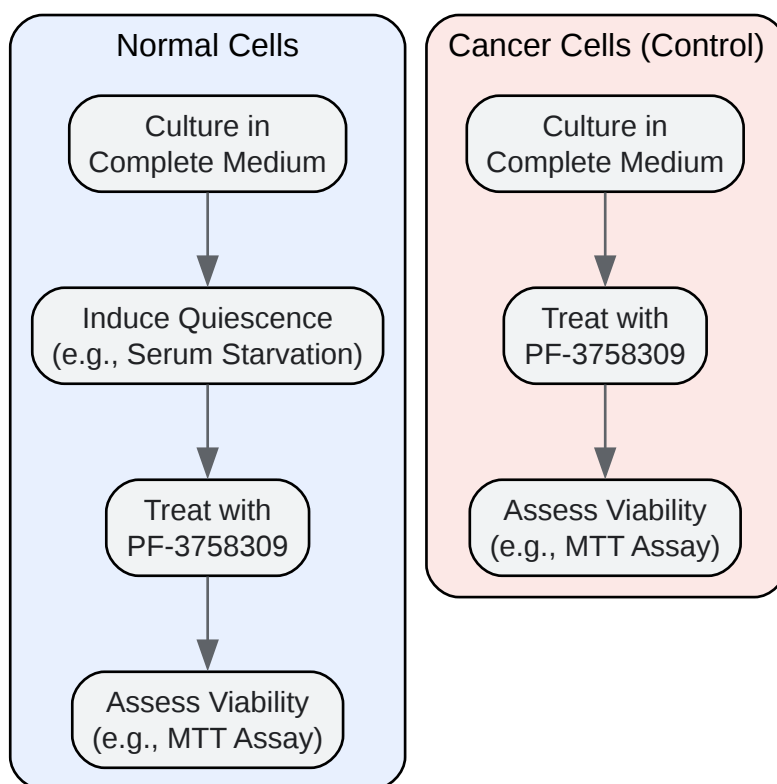 Normal Cells
Culture in
Complete Medium
Induce Quiescence
(e.g., Serum Starvation)
Treat with
PF-3758309
Assess Viability
(e.g., MTT Assay)
Cancer Cells (Control)
Culture in
Complete Medium
Treat with
PF-3758309
Assess Viability
(e.g., MTT Assay)